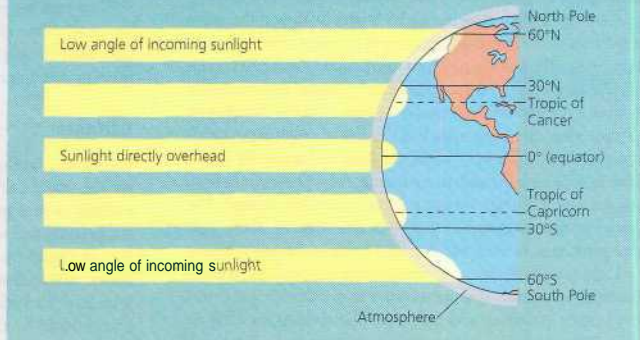 North Pole
Low angle of incoming sunlight
60°N
30°N
Tropic of
Cancer
Sunlight directly overhead
0° (equator)
Tropic of
Capricorn
30°S
Low angle of incoming sunlight
60°S
South Pole
Atmosphere